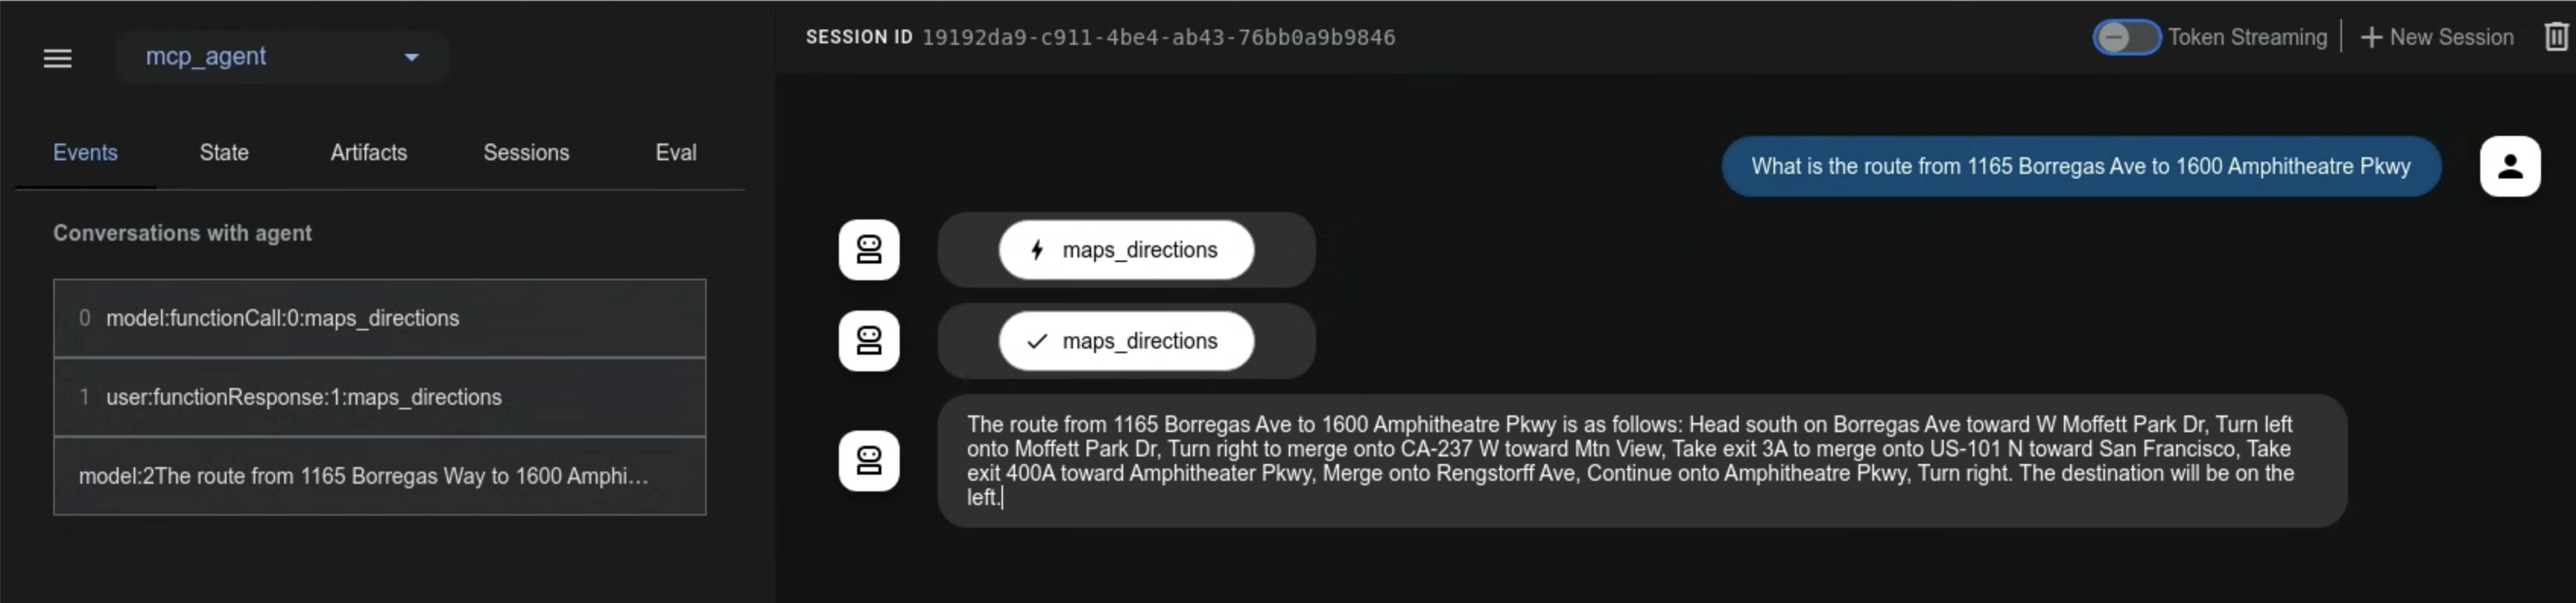 mcp_agent
SESSION ID 19192da9-c911-4be4-ab43-76bb0a9b9846
Token Streaming
New Session
Events
State
Artifacts
Sessions
Eval
Conversations with agent
0 model:functionCall:0:maps_directions
1 user:functionResponse:1:maps_directions
model:2The route from 1165 Borregas Way to 1600 Amphi...
What is the route from 1165 Borregas Ave to 1600 Amphitheatre Pkwy
maps_directions
maps_directions
The route from 1165 Borregas Ave to 1600 Amphitheatre Pkwy is as follows: Head south on Borregas Ave toward W Moffett Park Dr, Turn left
onto Moffett Park Dr, Turn right to merge onto CA-237 W toward Mtn View, Take exit 3A to merge onto US-101 N toward San Francisco, Take
exit 400A toward Amphitheater Pkwy, Merge onto Rengstorff Ave, Continue onto Amphitheatre Pkwy, Turn right. The destination will be on the
left.